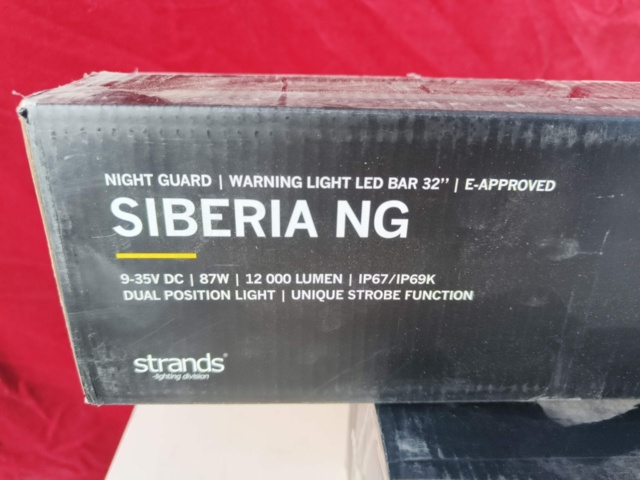 NIGHT GUARD | WARNING LIGHT LED BAR 32’’ | E-APPROVED
SIBERIA NG
9-35V DC | 87W | 12 000 LUMEN | IP67/IP69K
DUAL POSITION LIGHT | UNIQUE STROBE FUNCTION
strands®
-lighting division